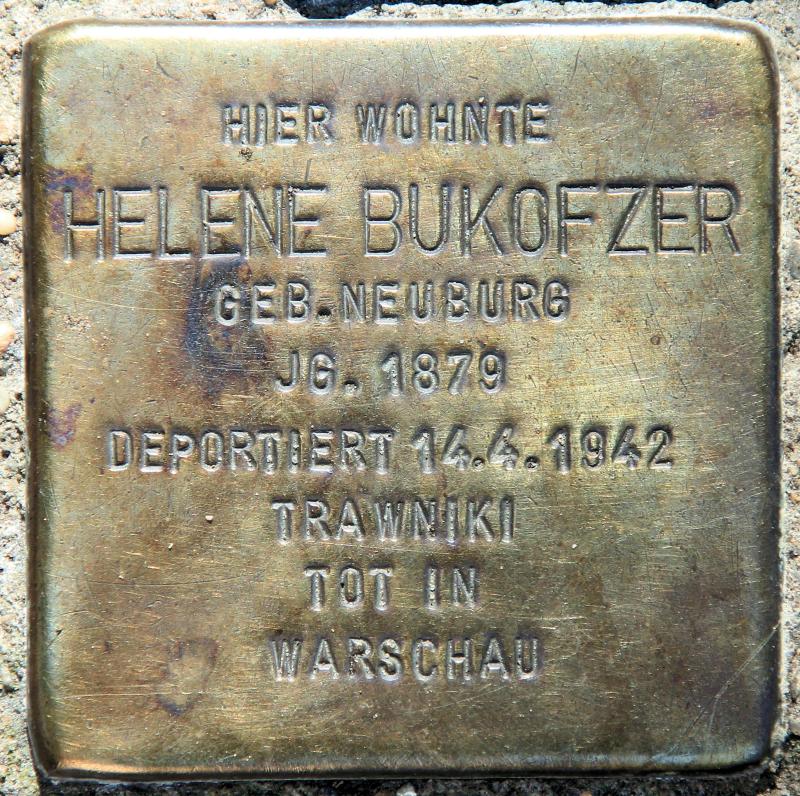 HIER WOHNTE
HELENE BUKOFZER
GEB. NEUBURG
JG. 1879
DEPORTIERT 14.4.1942
TRAWNIKI
TOT IN
WARSCHAU